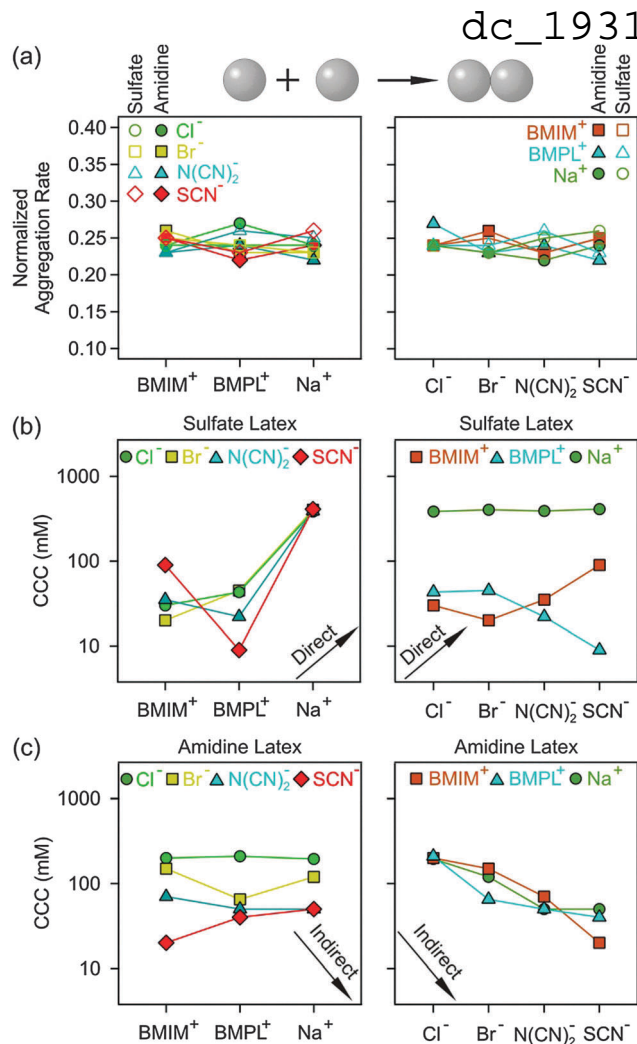 dc_1931
(a)
Sulfate
Amidine
Amidine
Sulfate
Cl⁻
Br⁻
N(CN)₂⁻
SCN⁻
BMIM⁺
BMPL⁺
Na⁺
Normalized
Aggregation Rate
0.40
0.35
0.30
0.25
0.20
0.15
0.10
BMIM⁺ BMPL⁺ Na⁺
Cl⁻ Br⁻ N(CN)₂⁻ SCN⁻
(b)
Sulfate Latex
Sulfate Latex
Cl⁻ Br⁻ N(CN)₂⁻ SCN⁻
BMIM⁺ BMPL⁺ Na⁺
CCC (mM)
1000
100
10
Direct
Direct
BMIM⁺ BMPL⁺ Na⁺
Cl⁻ Br⁻ N(CN)₂⁻ SCN⁻
(c)
Amidine Latex
Amidine Latex
Cl⁻ Br⁻ N(CN)₂⁻ SCN⁻
BMIM⁺ BMPL⁺ Na⁺
CCC (mM)
1000
100
10
Indirect
Indirect
BMIM⁺ BMPL⁺ Na⁺
Cl⁻ Br⁻ N(CN)₂⁻ SCN⁻